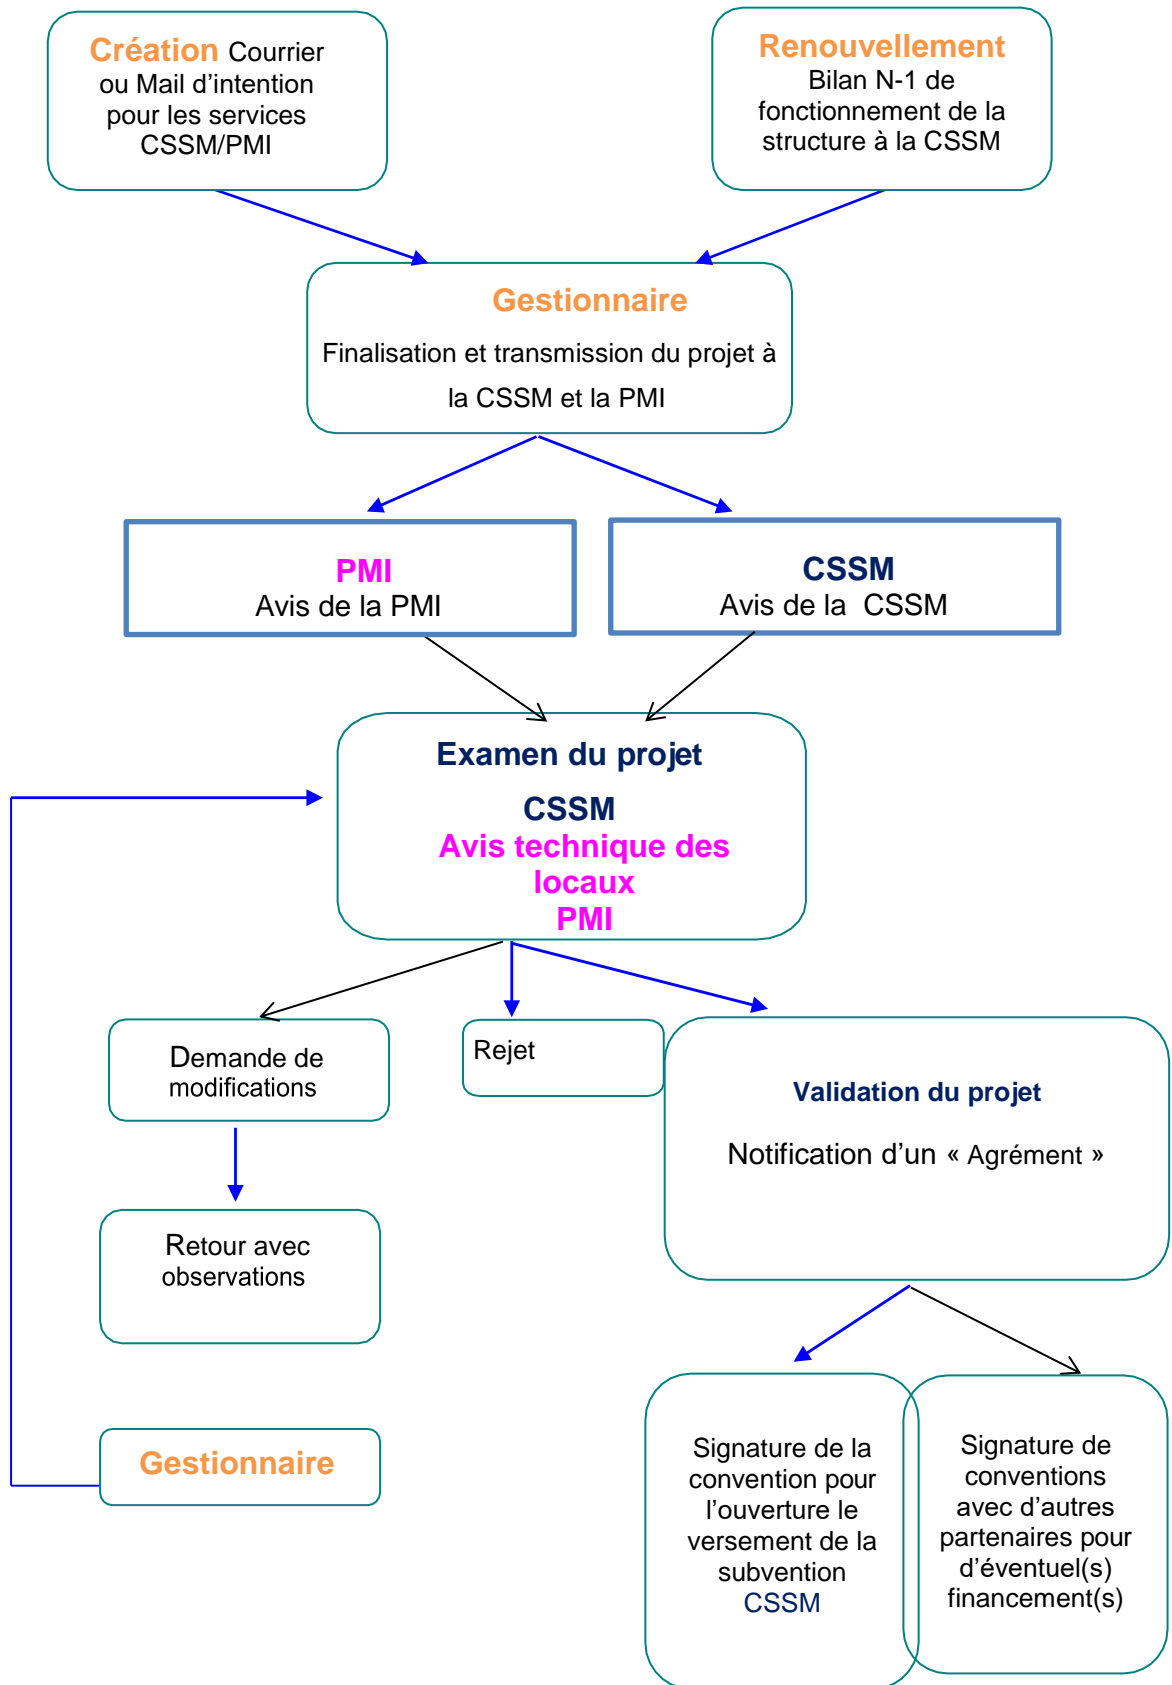 Création Courrier
ou Mail d’intention
pour les services
CSSM/PMI
Renouvellement
Bilan N-1 de
fonctionnement de la
structure à la CSSM
Gestionnaire
Finalisation et transmission du projet à
la CSSM et la PMI
PMI
Avis de la PMI
CSSM
Avis de la CSSM
Examen du projet
CSSM
Avis technique des
locaux
PMI
Demande de
modifications
Rejet
Validation du projet
Notification d’un « Agrément »
Retour avec
observations
Gestionnaire
Signature de la
convention pour
l’ouverture le
versement de la
subvention
CSSM
Signature de
conventions
avec d’autres
partenaires pour
d’éventuel(s)
financement(s)